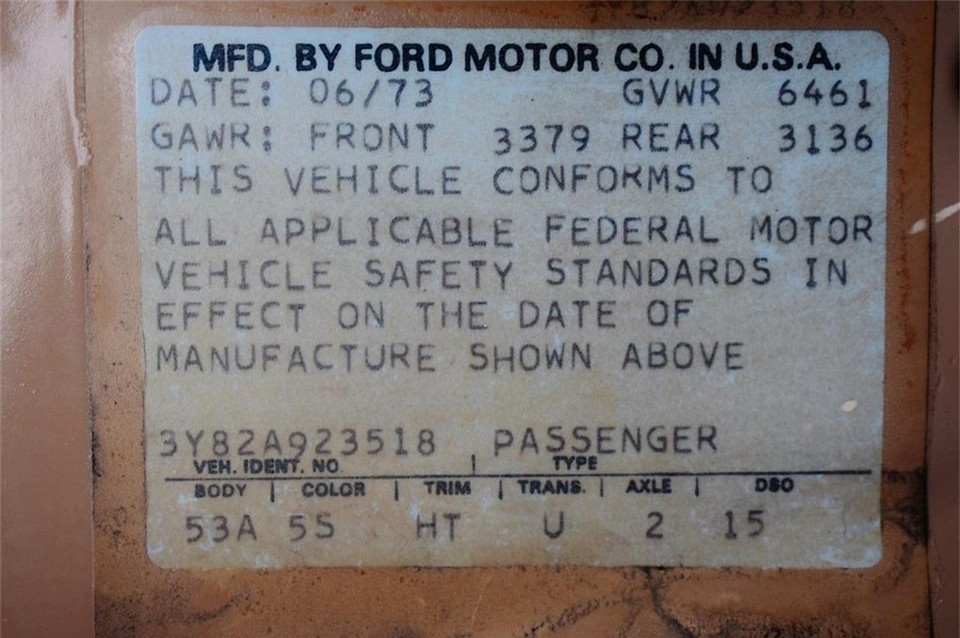 MFD. BY FORD MOTOR CO. IN U.S.A.
DATE: 06/73 GVWR 6461
GAWR: FRONT 3379 REAR 3136
THIS VEHICLE CONFORMS TO
ALL APPLICABLE FEDERAL MOTOR
VEHICLE SAFETY STANDARDS IN
EFFECT ON THE DATE OF
MANUFACTURE SHOWN ABOVE
3Y82A923518 PASSENGER
VEH. IDENT. NO. | TYPE
BODY | COLOR | TRIM | TRANS. | AXLE | DSO
53A 5S HT U 2 15